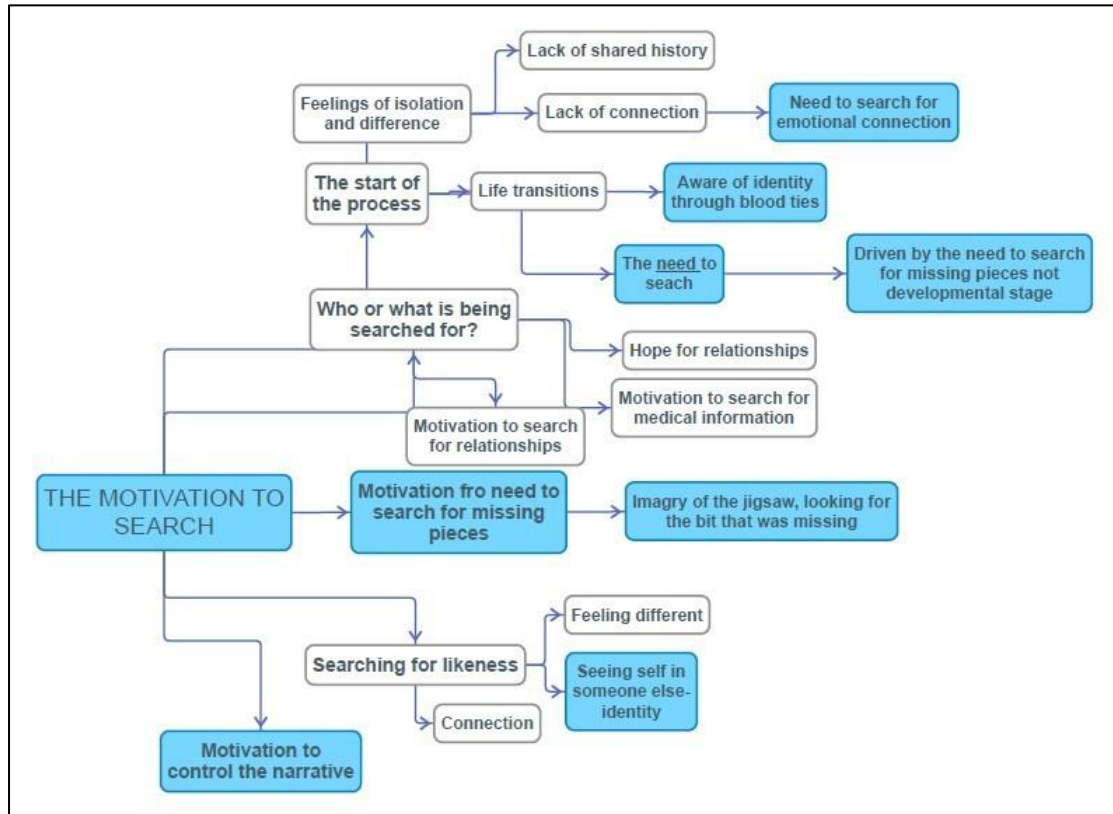 Lack of shared history
Feelings of isolation
and difference
Lack of connection
Need to search for
emotional connection
The start of
the process
Life transitions
Aware of identity
through blood ties
The need to
seach
Driven by the need to search
for missing pieces not
developmental stage
Who or what is being
searched for?
Hope for relationships
Motivation to search for
medical information
Motivation to search
for relationships
THE MOTIVATION TO
SEARCH
Motivation fro need to
search for missing
pieces
Imagry of the jigsaw, looking for
the bit that was missing
Feeling different
Searching for likeness
Seeing self in
someone else-
identity
Connection
Motivation to
control the narrative